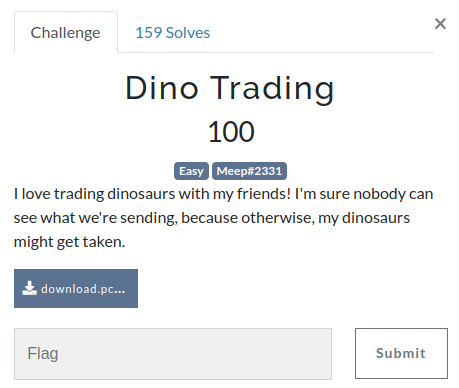 Challenge
159 Solves
×
Dino Trading
100
Easy Meep#2331
I love trading dinosaurs with my friends! I'm sure nobody can
see what we're sending, because otherwise, my dinosaurs
might get taken.
download.pc...
Flag
Submit